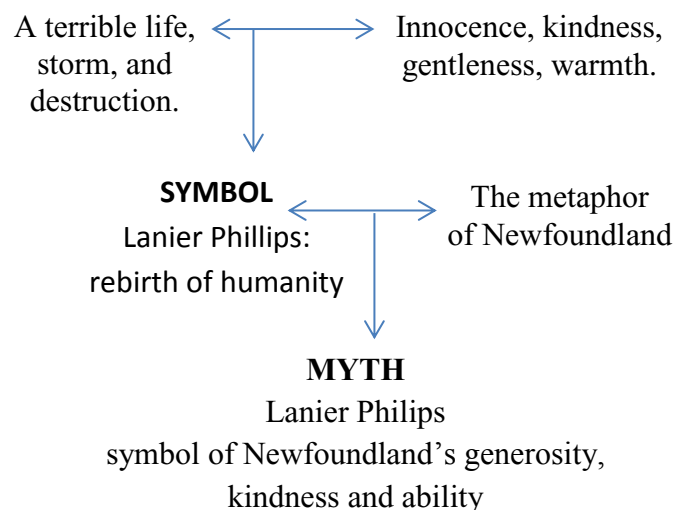 A terrible life,
storm, and
destruction.
Innocence, kindness,
gentleness, warmth.
SYMBOL
Lanier Phillips:
rebirth of humanity
The metaphor
of Newfoundland
MYTH
Lanier Philips
symbol of Newfoundland’s generosity,
kindness and ability